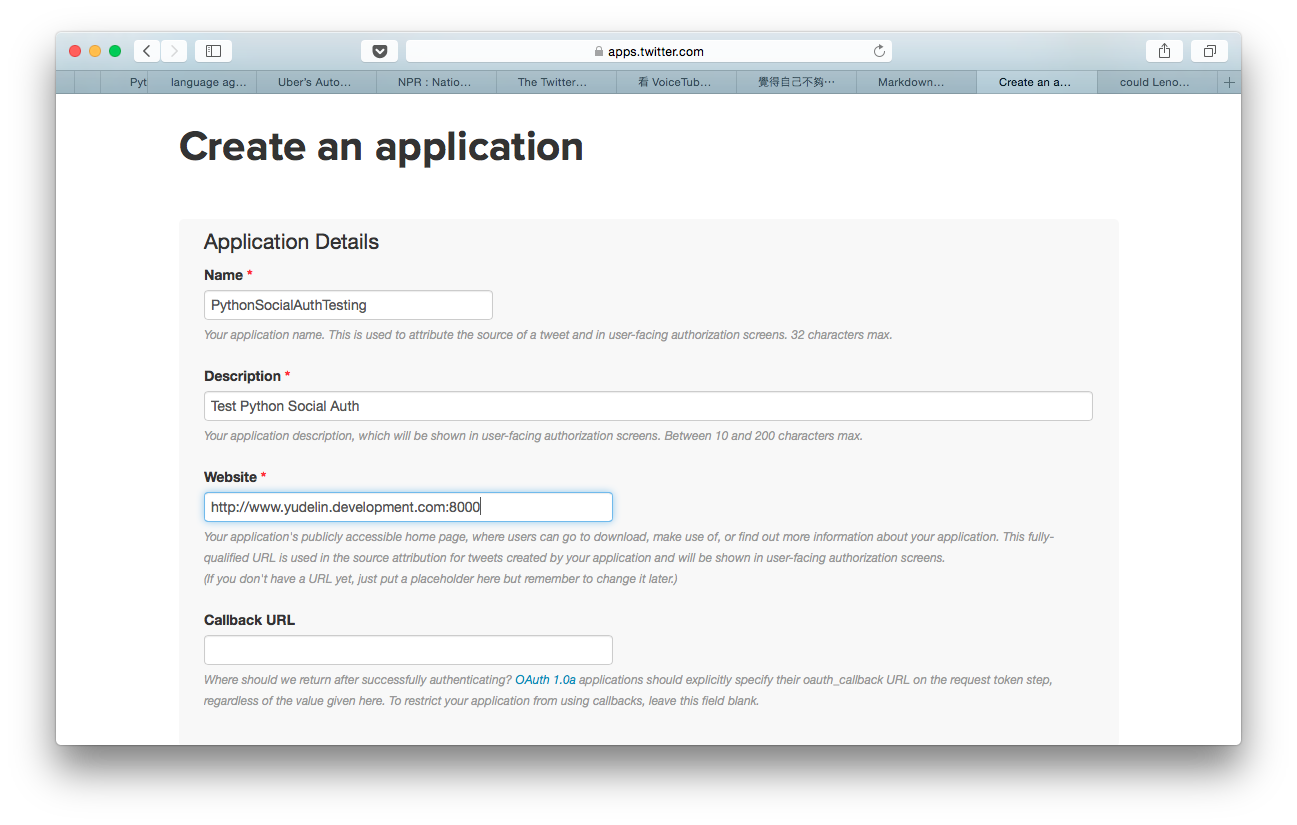 apps.twitter.com
Pyt
language ag...
Uber's Auto...
NPR : Natio...
The Twitter...
看 VoiceTub...
覺得自己不夠⋯
Markdown...
Create an a...
could Leno...
Create an application
Application Details
Name *
PythonSocialAuthTesting
Your application name. This is used to attribute the source of a tweet and in user-facing authorization screens. 32 characters max.
Description *
Test Python Social Auth
Your application description, which will be shown in user-facing authorization screens. Between 10 and 200 characters max.
Website *
http://www.yudelin.development.com:8000
Your application's publicly accessible home page, where users can go to download, make use of, or find out more information about your application. This fully-
qualified URL is used in the source attribution for tweets created by your application and will be shown in user-facing authorization screens.
(If you don't have a URL yet, just put a placeholder here but remember to change it later.)
Callback URL
Where should we return after successfully authenticating? OAuth 1.0a applications should explicitly specify their oauth_callback URL on the request token step,
regardless of the value given here. To restrict your application from using callbacks, leave this field blank.